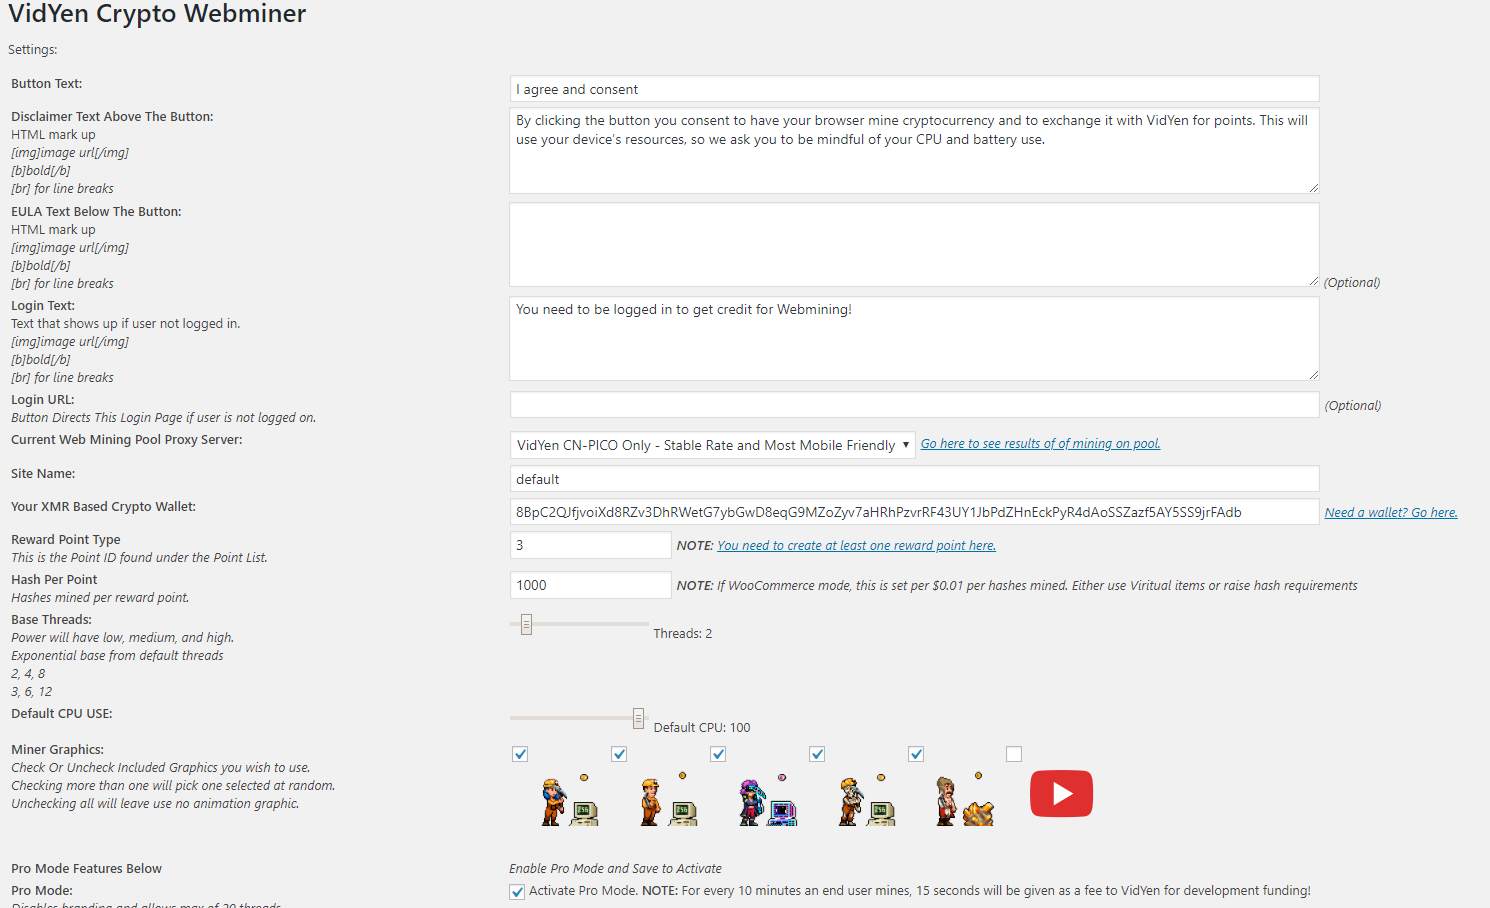 VidYen Crypto Webminer
Settings:
Button Text:
I agree and consent
Disclaimer Text Above The Button:
HTML mark up
[img]image url[/img]
[b]bold[/b]
[br] for line breaks
By clicking the button you consent to have your browser mine cryptocurrency and to exchange it with VidYen for points. This will
use your device's resources, so we ask you to be mindful of your CPU and battery use.
EULA Text Below The Button:
HTML mark up
[img]image url[/img]
[b]bold[/b]
[br] for line breaks
(Optional)
Login Text:
Text that shows up if user not logged in.
[img]image url[/img]
[b]bold[/b]
[br] for line breaks
You need to be logged in to get credit for Webmining!
Login URL:
Button Directs This Login Page if user is not logged on.
(Optional)
Current Web Mining Pool Proxy Server:
VidYen CN-PICO Only - Stable Rate and Most Mobile Friendly
Go here to see results of of mining on pool.
Site Name:
default
Your XMR Based Crypto Wallet:
8BpC2QJfjvoiXd8RZv3DhRWetG7ybGwD8eqG9MZoZyv7aHRhPzvrRF43UY1JbPdZHnEckPyR4dAoSSZazf5AY5SS9jrFAdb
Need a wallet? Go here.
Reward Point Type
This is the Point ID found under the Point List.
3
NOTE: You need to create at least one reward point here.
Hash Per Point
Hashes mined per reward point.
1000
NOTE: If WooCommerce mode, this is set per $0.01 per hashes mined. Either use Viritual items or raise hash requirements
Base Threads:
Power will have low, medium, and high.
Exponential base from default threads
2, 4, 8
3, 6, 12
Threads: 2
Default CPU USE:
Default CPU: 100
Miner Graphics:
Check Or Uncheck Included Graphics you wish to use.
Checking more than one will pick one selected at random.
Unchecking all will leave use no animation graphic.
256
256
256
Pro Mode Features Below
Enable Pro Mode and Save to Activate
Pro Mode:
Activate Pro Mode. NOTE: For every 10 minutes an end user mines, 15 seconds will be given as a fee to VidYen for development funding!
Disables branding and allows max of 20 threads